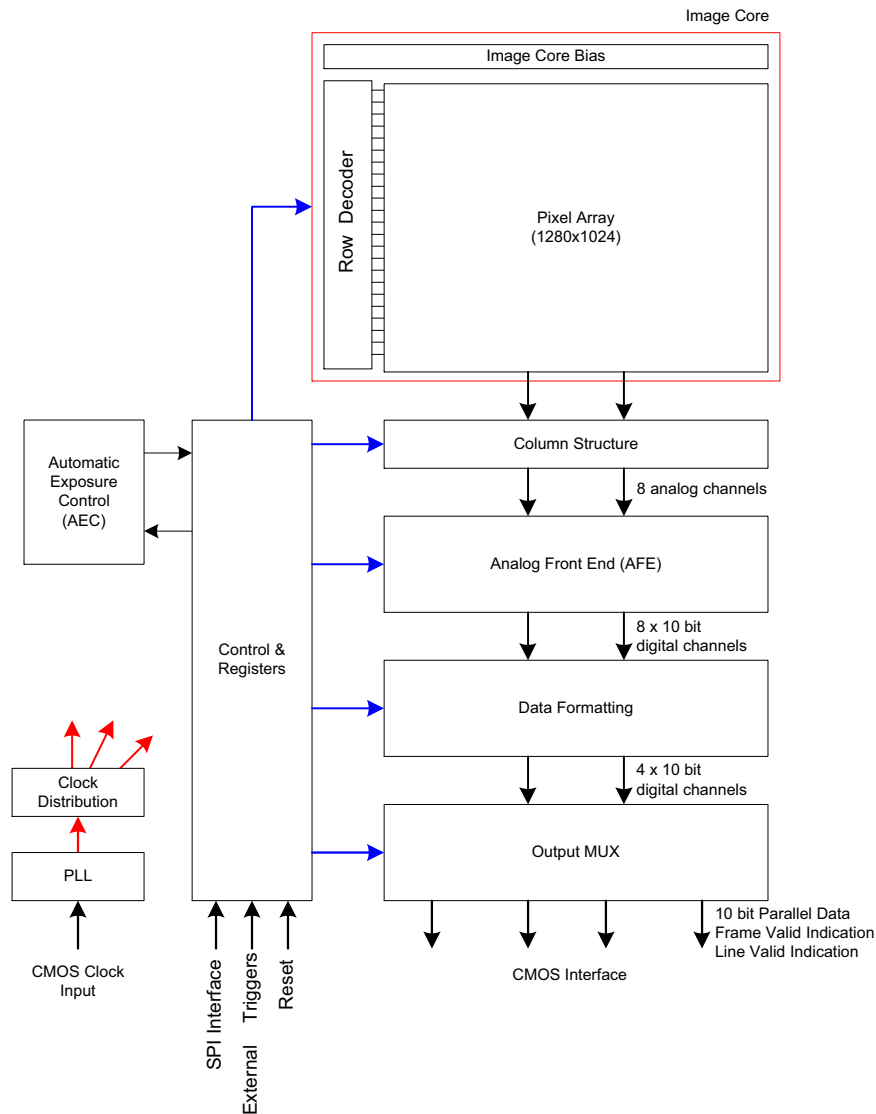 Image Core
Image Core Bias
Row Decoder
Pixel Array
(1280x1024)
Automatic
Exposure
Control
(AEC)
Column Structure
8 analog channels
Analog Front End (AFE)
8 x 10 bit
digital channels
Control &
Registers
Data Formatting
4 x 10 bit
digital channels
Clock
Distribution
Output MUX
PLL
10 bit Parallel Data
Frame Valid Indication
Line Valid Indication
CMOS Clock
Input
SPI Interface
External Triggers
Reset
CMOS Interface